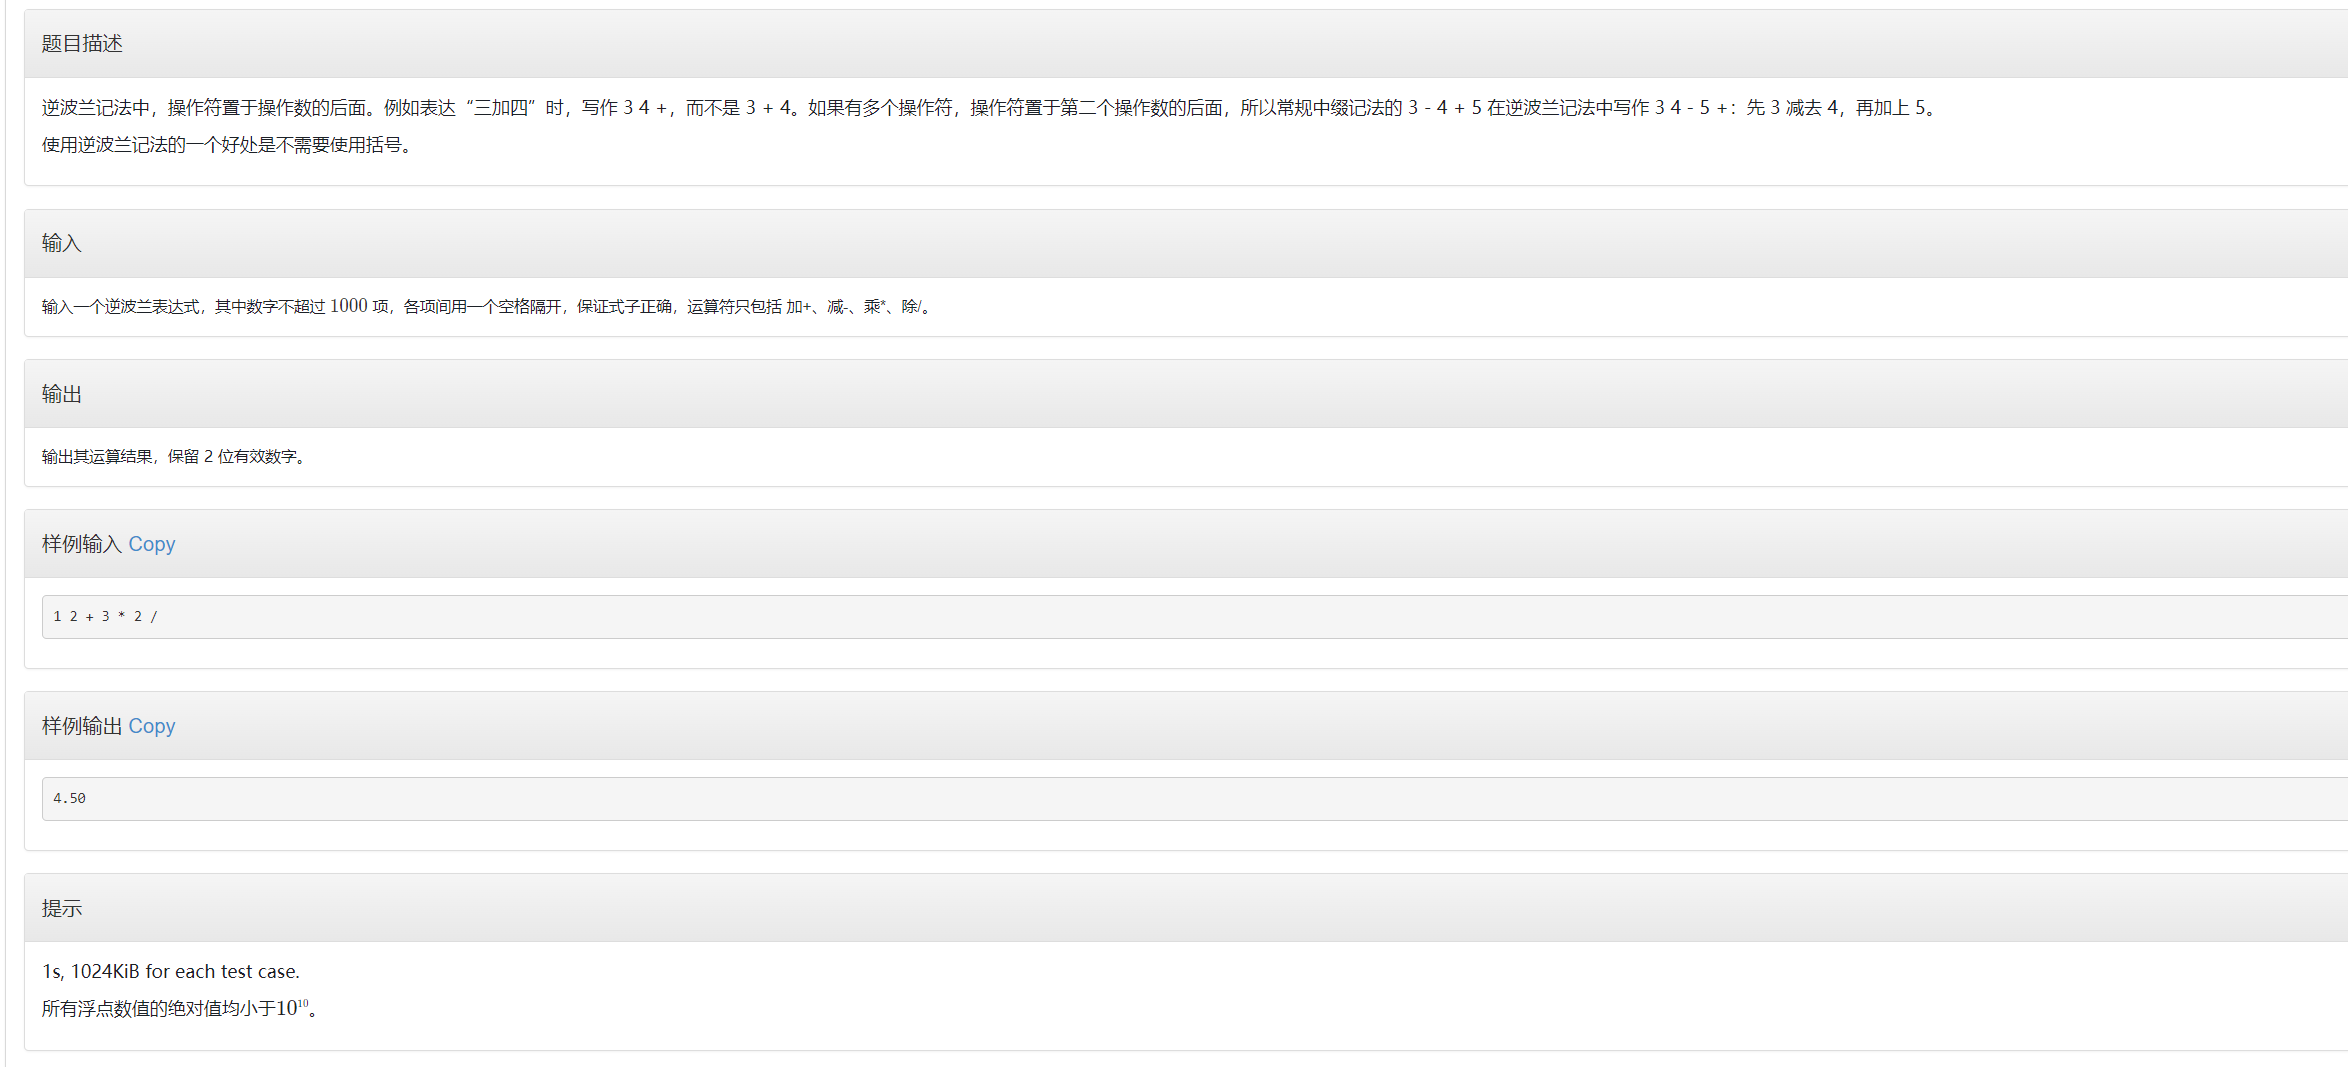 题目描述
逆波兰记法中，操作符置于操作数的后面。例如表达“三加四”时，写作 3 4 +，而不是 3 + 4。如果有多个操作符，操作符置于第二个操作数的后面，所以常规中缀记法的 3 - 4 + 5 在逆波兰记法中写作 3 4 - 5 +：先 3 减去 4，再加上 5。
使用逆波兰记法的一个好处是不需要使用括号。
输入
输入一个逆波兰表达式，其中数字不超过 1000 项，各项间用一个空格隔开，保证式子正确，运算符只包括 加+、减-、乘*、除/。
输出
输出其运算结果，保留 2 位有效数字。
样例输入 Copy
1 2 + 3 * 2 /
样例输出 Copy
4.50
提示
1s, 1024KiB for each test case.
所有浮点数值的绝对值均小于10¹⁰。